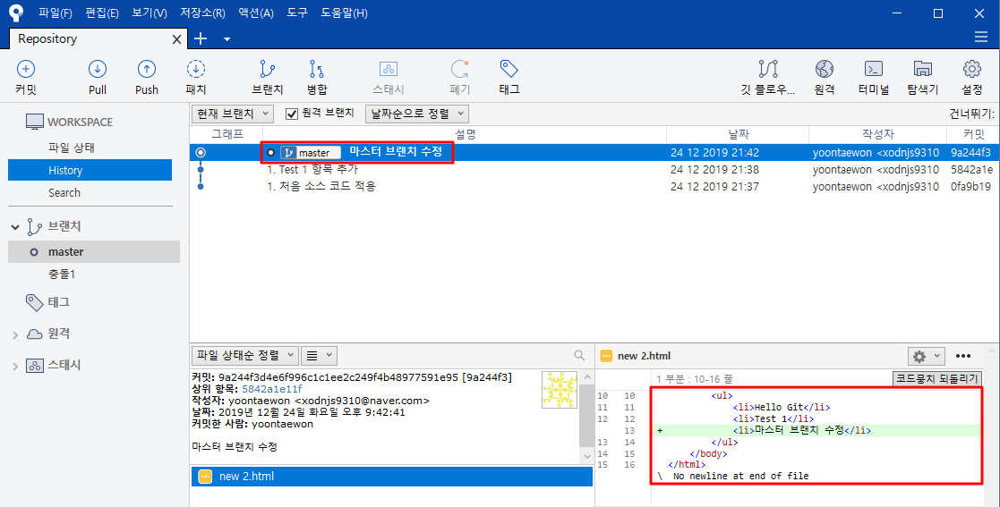 파일(F) 편집(E) 보기(V) 저장소(R) 액션(A) 도구 도움말(H)
Repository
커밋 Pull Push 패치 브랜치 병합 스태시 폐기 태그 깃 플로우... 원격 터미널 탐색기 설정
WORKSPACE
파일 상태
History
Search
브랜치
master
충돌1
태그
원격
스태시
현재 브랜치 원격 브랜치 날짜순으로 정렬 건너뛰기:
그래프 설명 날짜 작성자 커밋
master 마스터 브랜치 수정 24 12 2019 21:42 yoontaewon <xodnjs9310 9a244f3
1. Test 1 항목 추가 24 12 2019 21:38 yoontaewon <xodnjs9310 5842a1e
1. 처음 소스 코드 적용 24 12 2019 21:37 yoontaewon <xodnjs9310 0fa9b19
파일 상태순 정렬
커밋: 9a244f3d4e6f996c1c1ee2c249f4b48977591e95 [9a244f3]
상위 항목: 5842a1e11f
작성자: yoontaewon <xodnjs9310@naver.com>
날짜: 2019년 12월 24일 화요일 오후 9:42:41
커밋한 사람: yoontaewon
마스터 브랜치 수정
new 2.html
new 2.html
1 부분 : 10-16 줄 코드뭉치 되돌리기
10 10 <ul>
11 11 <li>Hello Git</li>
12 12 <li>Test 1</li>
13 + <li>마스터 브랜치 수정</li>
13 14 </ul>
14 15 </body>
15 16 </html>
\ No newline at end of file